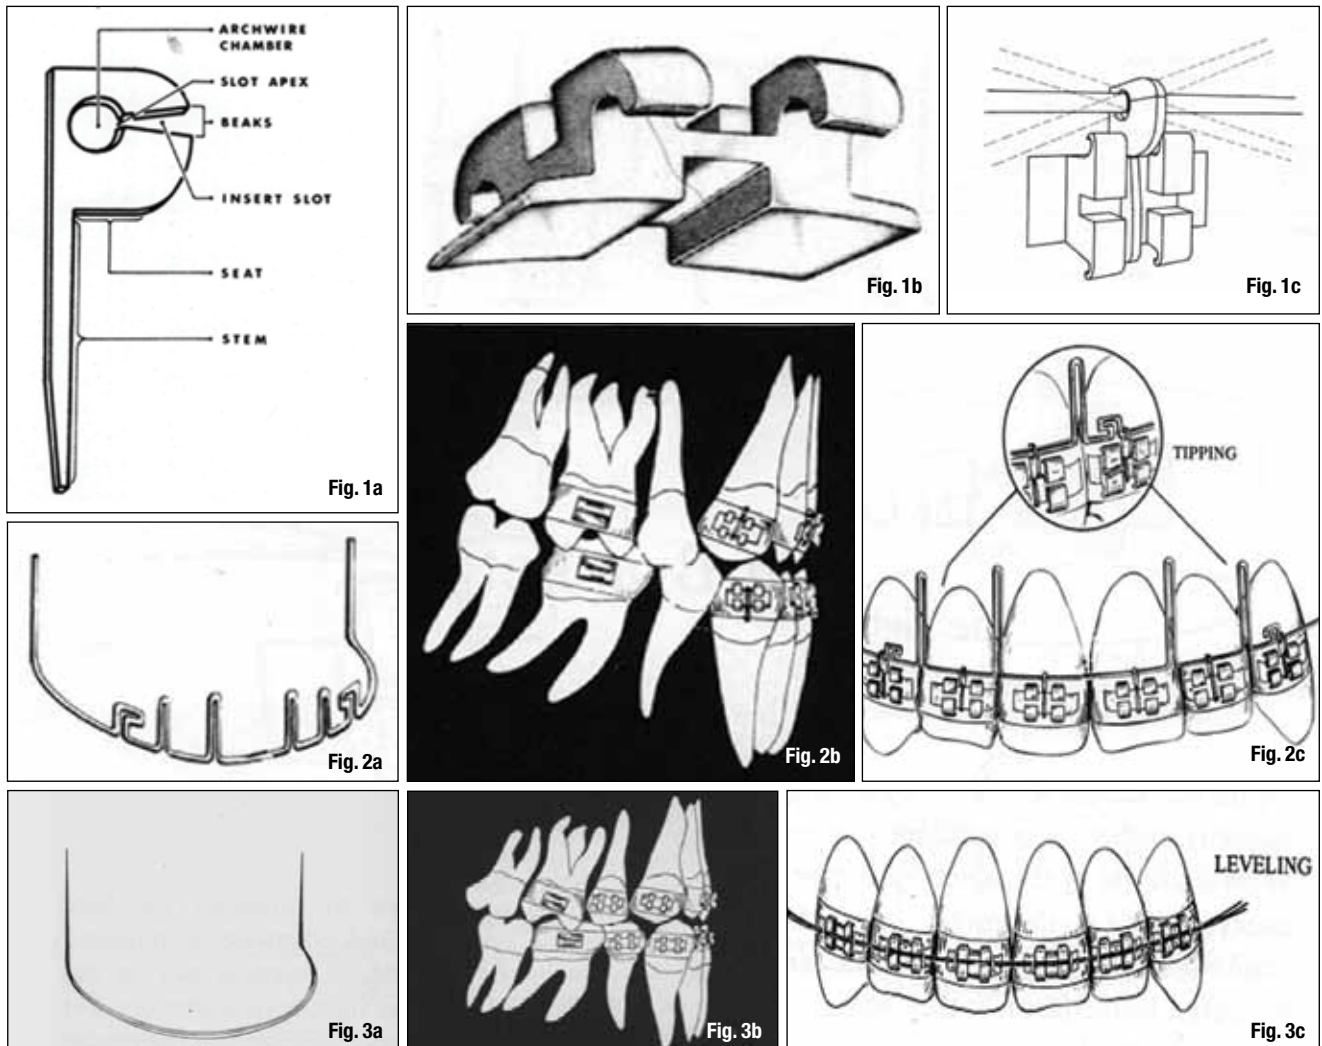 ARCHWIRE
CHAMBER
SLOT APEX
BEAKS
INSERT SLOT
SEAT
STEM
Fig. 1a
Fig. 1b
Fig. 1c
Fig. 2a
Fig. 2b
TIPPING
Fig. 2c
Fig. 3a
Fig. 3b
LEVELING
Fig. 3c